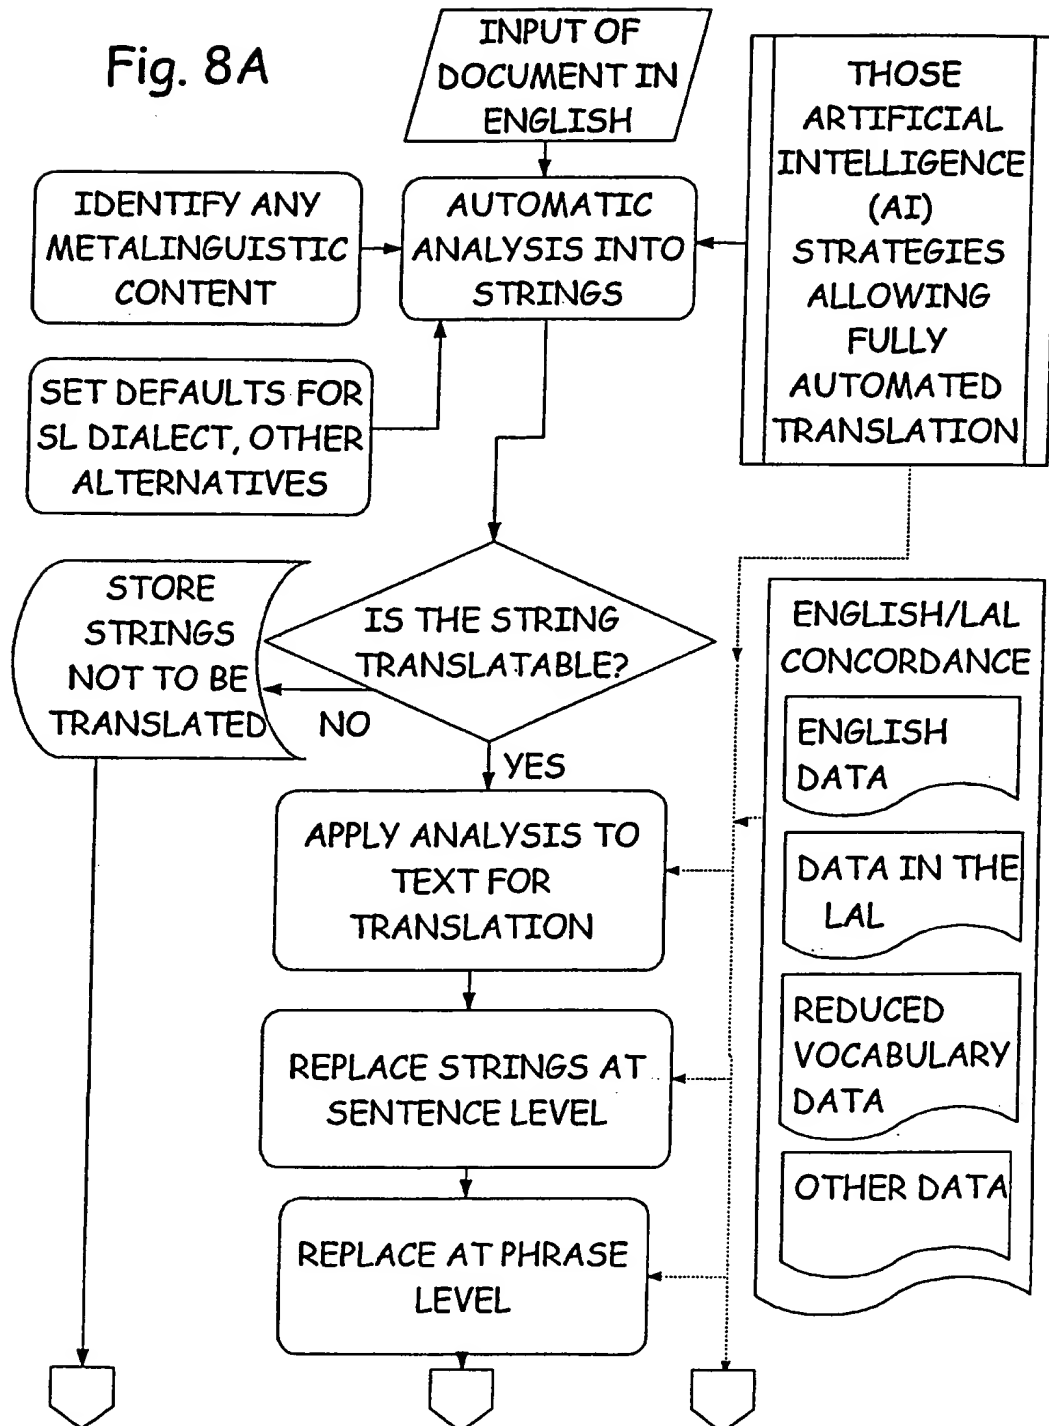 Fig. 8A
INPUT OF
DOCUMENT IN
ENGLISH
THOSE
ARTIFICIAL
INTELLIGENCE
(AI)
STRATEGIES
ALLOWING
FULLY
AUTOMATED
TRANSLATION
IDENTIFY ANY
METALINGUISTIC
CONTENT
AUTOMATIC
ANALYSIS INTO
STRINGS
SET DEFAULTS FOR
SL DIALECT, OTHER
ALTERNATIVES
STORE
STRINGS
NOT TO BE
TRANSLATED
IS THE STRING
TRANSLATABLE?
NO
YES
ENGLISH/LAL
CONCORDANCE
ENGLISH
DATA
DATA IN THE
LAL
REDUCED
VOCABULARY
DATA
OTHER DATA
APPLY ANALYSIS TO
TEXT FOR
TRANSLATION
REPLACE STRINGS AT
SENTENCE LEVEL
REPLACE AT PHRASE
LEVEL